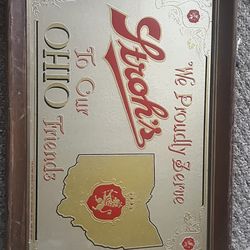 We Proudly Serve
Stroh's
To Our
OHIO Friends